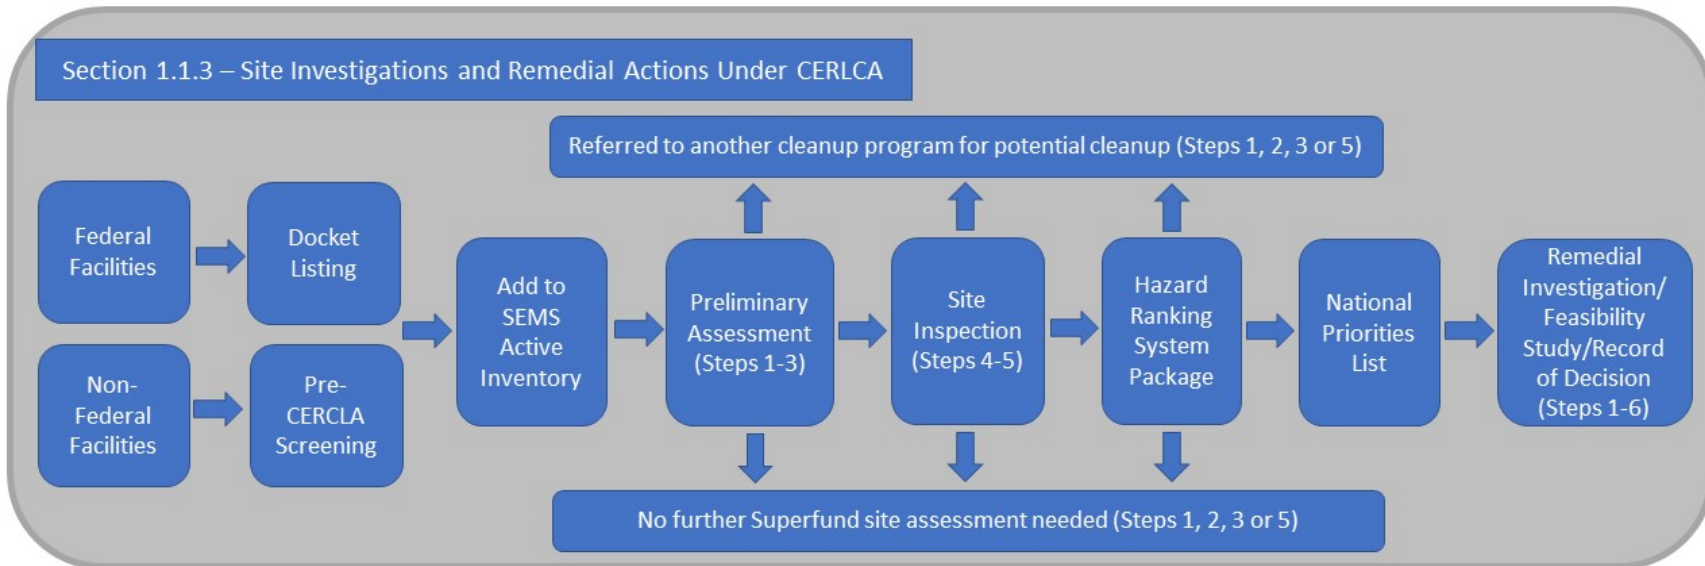 Section 1.1.3 – Site Investigations and Remedial Actions Under CERLCA
Referred to another cleanup program for potential cleanup (Steps 1, 2, 3 or 5)
Federal
Facilities
Docket
Listing
Non-
Federal
Facilities
Pre-
CERCLA
Screening
Add to
SEMS
Active
Inventory
Preliminary
Assessment
(Steps 1-3)
Site
Inspection
(Steps 4-5)
Hazard
Ranking
System
Package
National
Priorities
List
Remedial
Investigation/
Feasibility
Study/Record
of Decision
(Steps 1-6)
No further Superfund site assessment needed (Steps 1, 2, 3 or 5)